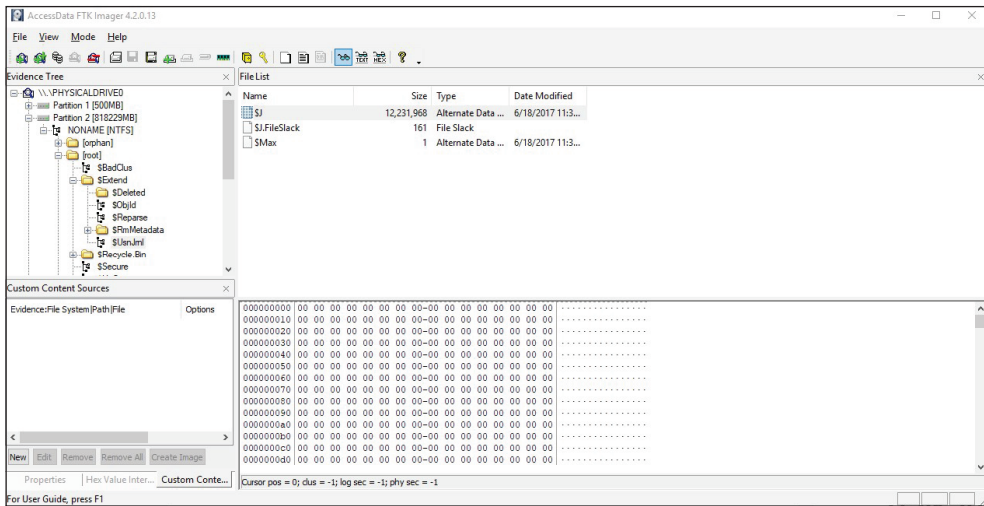 AccessData FTK Imager 4.2.0.13
File View Mode Help
Evidence Tree
\\.\PHYSICALDRIVE0
Partition 1 [500MB]
Partition 2 [818229MB]
NONAME [NTFS]
[orphan]
[root]
$BadClus
$Extend
$Deleted
$ObjId
$Reparse
$RmMetadata
$UsnJrnl
$Recycle.Bin
$Secure
File List
Name Size Type Date Modified
$J 12,231,968 Alternate Data ... 6/18/2017 11:3...
$J.FileSlack 161 File Slack
$Max 1 Alternate Data ... 6/18/2017 11:3...
Custom Content Sources
Evidence:File System|Path|File Options
New Edit Remove Remove All Create Image
Properties Hex Value Inter... Custom Conte...
000000000 00 00 00 00 00 00 00 00-00 00 00 00 00 00 00 00 ················
000000010 00 00 00 00 00 00 00 00-00 00 00 00 00 00 00 00 ················
000000020 00 00 00 00 00 00 00 00-00 00 00 00 00 00 00 00 ················
000000030 00 00 00 00 00 00 00 00-00 00 00 00 00 00 00 00 ················
000000040 00 00 00 00 00 00 00 00-00 00 00 00 00 00 00 00 ················
000000050 00 00 00 00 00 00 00 00-00 00 00 00 00 00 00 00 ················
000000060 00 00 00 00 00 00 00 00-00 00 00 00 00 00 00 00 ················
000000070 00 00 00 00 00 00 00 00-00 00 00 00 00 00 00 00 ················
000000080 00 00 00 00 00 00 00 00-00 00 00 00 00 00 00 00 ················
000000090 00 00 00 00 00 00 00 00-00 00 00 00 00 00 00 00 ················
0000000a0 00 00 00 00 00 00 00 00-00 00 00 00 00 00 00 00 ················
0000000b0 00 00 00 00 00 00 00 00-00 00 00 00 00 00 00 00 ················
0000000c0 00 00 00 00 00 00 00 00-00 00 00 00 00 00 00 00 ················
0000000d0 00 00 00 00 00 00 00 00-00 00 00 00 00 00 00 00 ················
Cursor pos = 0; clus = -1; log sec = -1; phy sec = -1
For User Guide, press F1